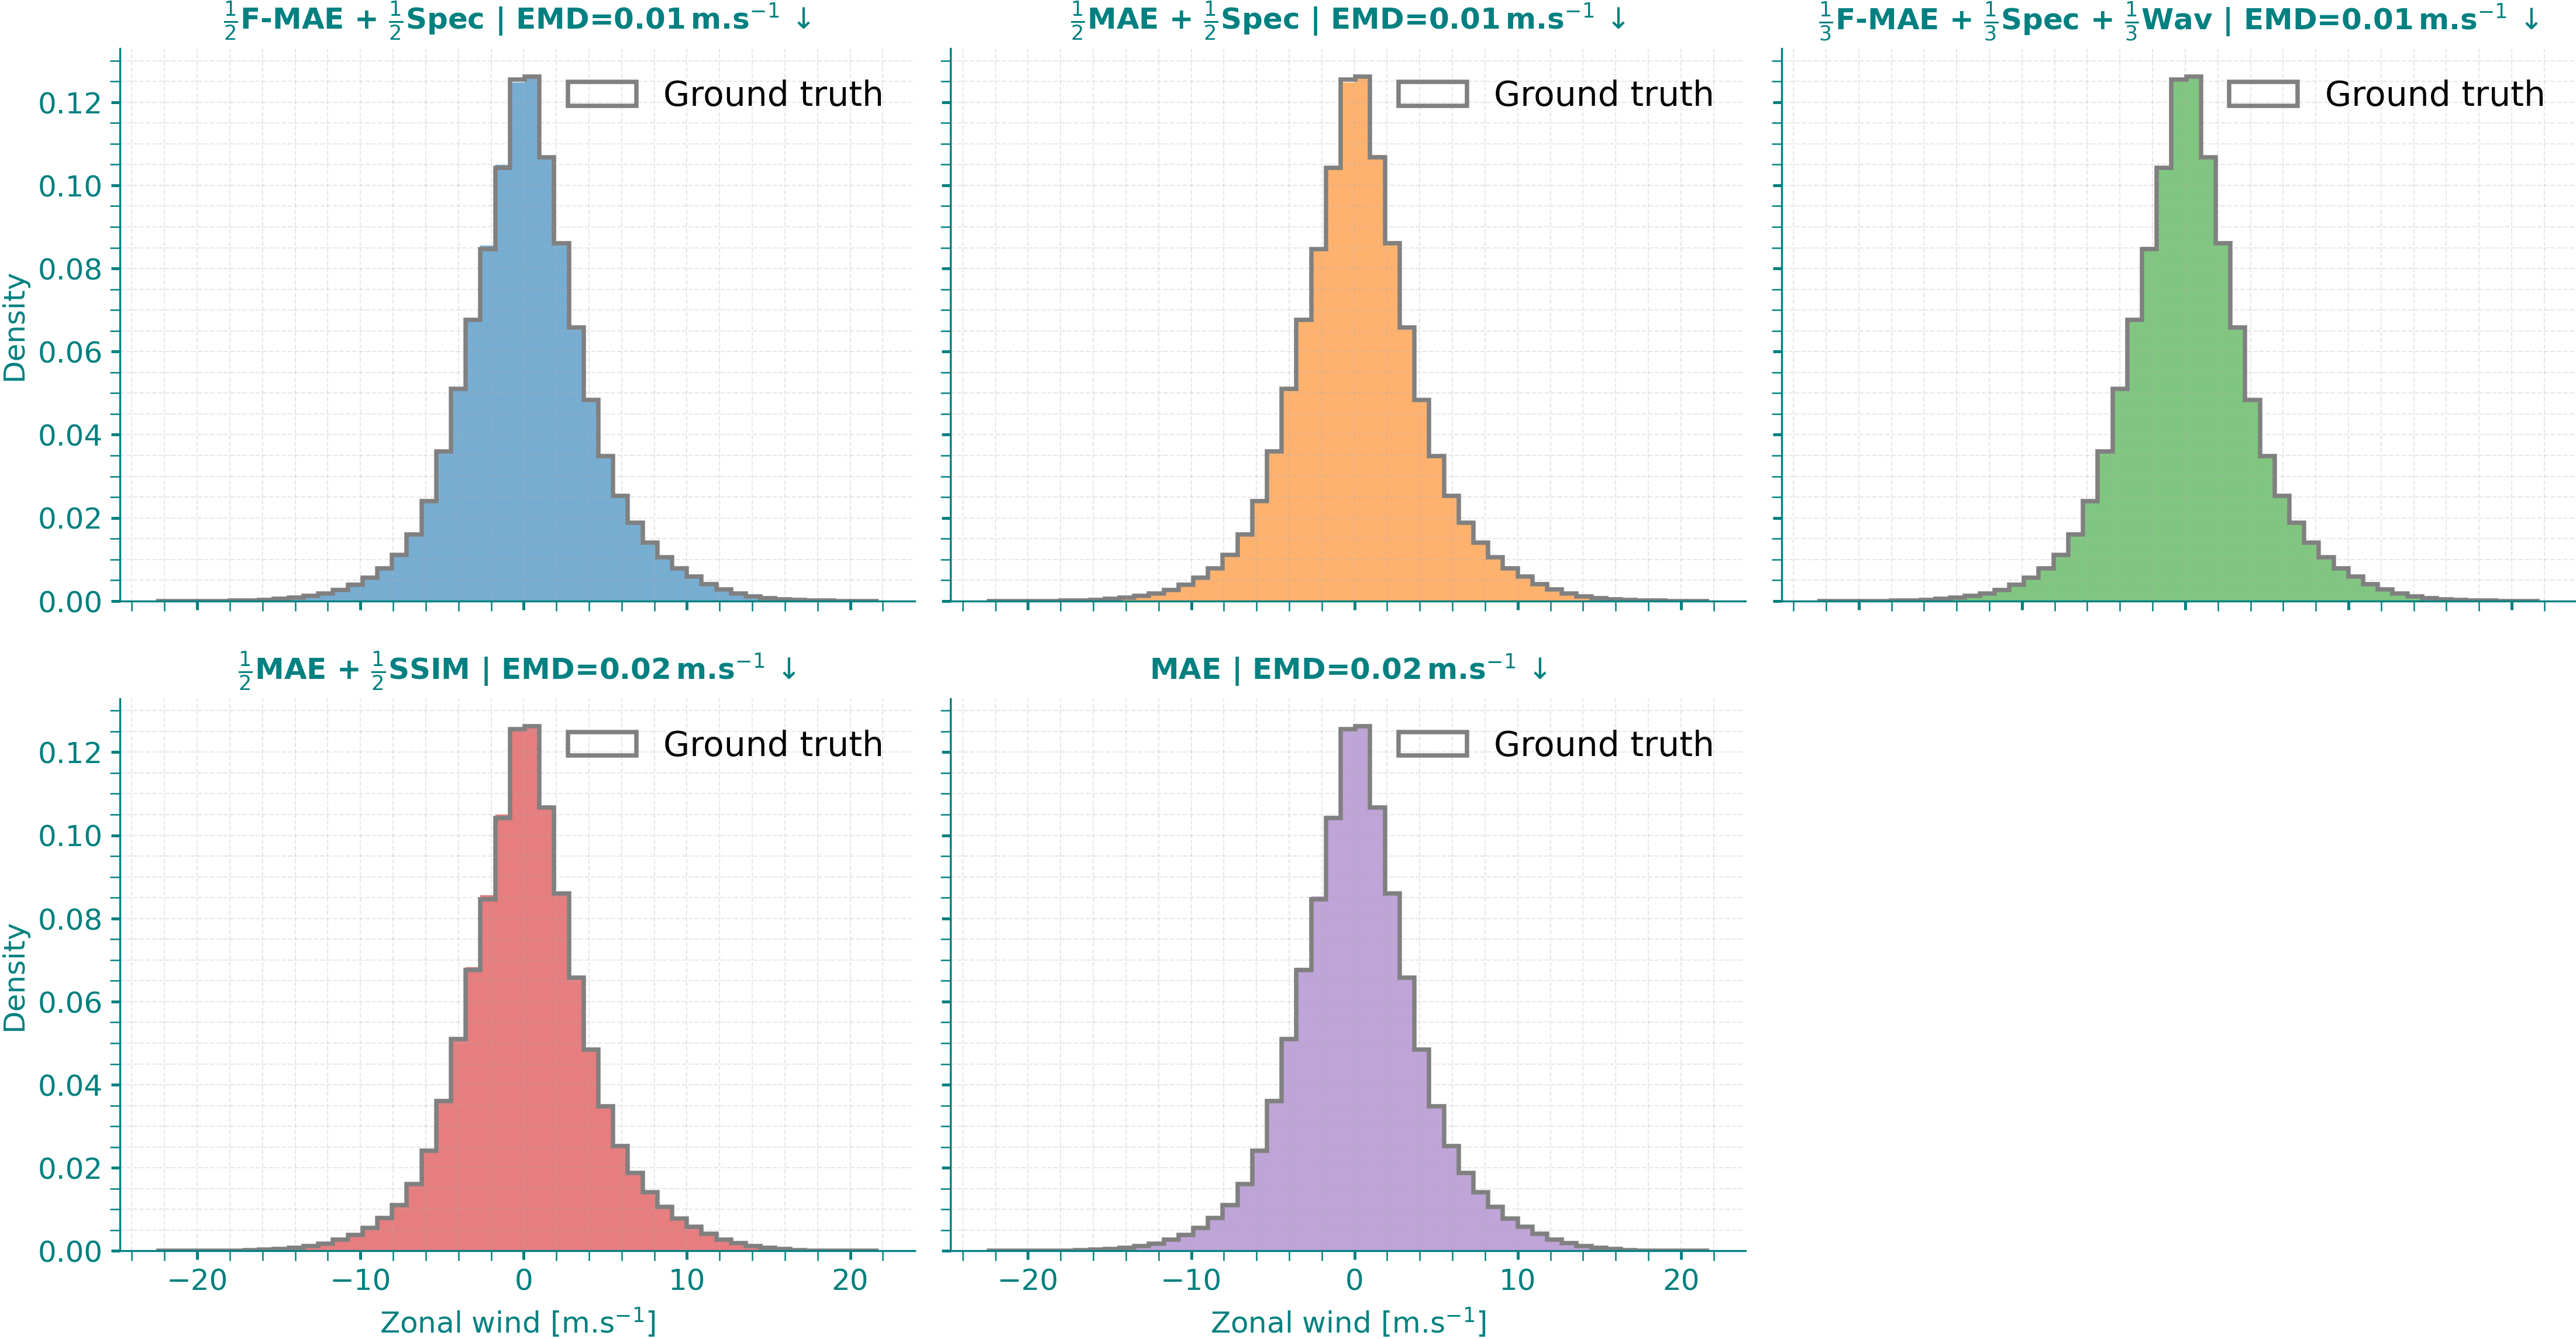 ½F-MAE + ½Spec | EMD=0.01 m.s⁻¹ ↓
½MAE + ½Spec | EMD=0.01 m.s⁻¹ ↓
⅓F-MAE + ⅓Spec + ⅓Wav | EMD=0.01 m.s⁻¹ ↓
Ground truth
Ground truth
Ground truth
Density
0.12
0.10
0.08
0.06
0.04
0.02
0.00
½MAE + ½SSIM | EMD=0.02 m.s⁻¹ ↓
MAE | EMD=0.02 m.s⁻¹ ↓
Ground truth
Ground truth
Density
0.12
0.10
0.08
0.06
0.04
0.02
0.00
−20 −10 0 10 20
−20 −10 0 10 20
Zonal wind [m.s⁻¹]
Zonal wind [m.s⁻¹]